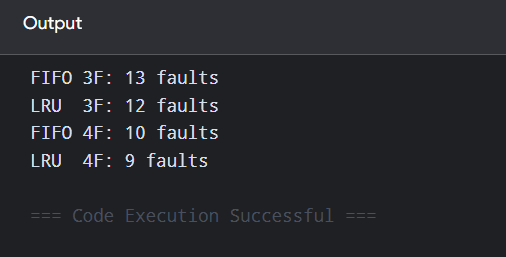 Output
FIFO 3F: 13 faults
LRU  3F: 12 faults
FIFO 4F: 10 faults
LRU  4F: 9 faults
=== Code Execution Successful ===